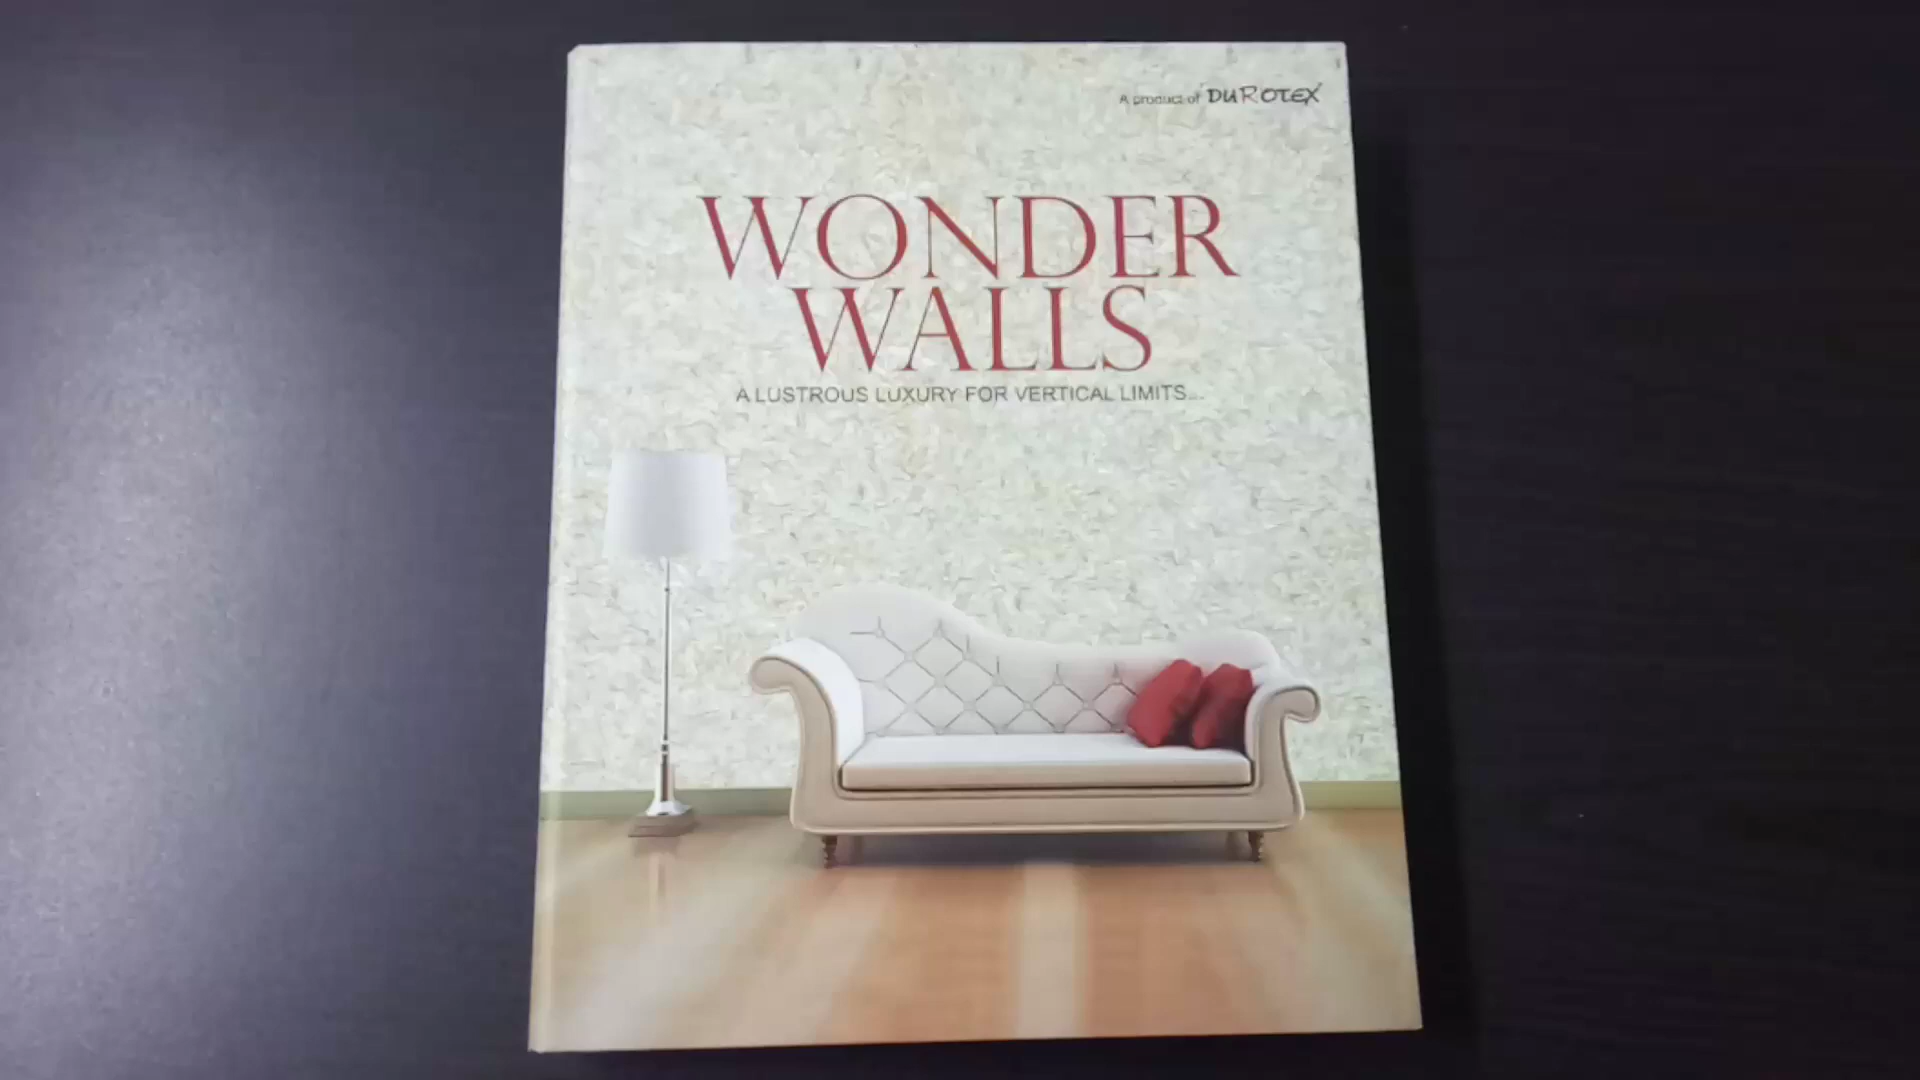 A product of DUROTEX
WONDER
WALLS
A LUSTROUS LUXURY FOR VERTICAL LIMITS...